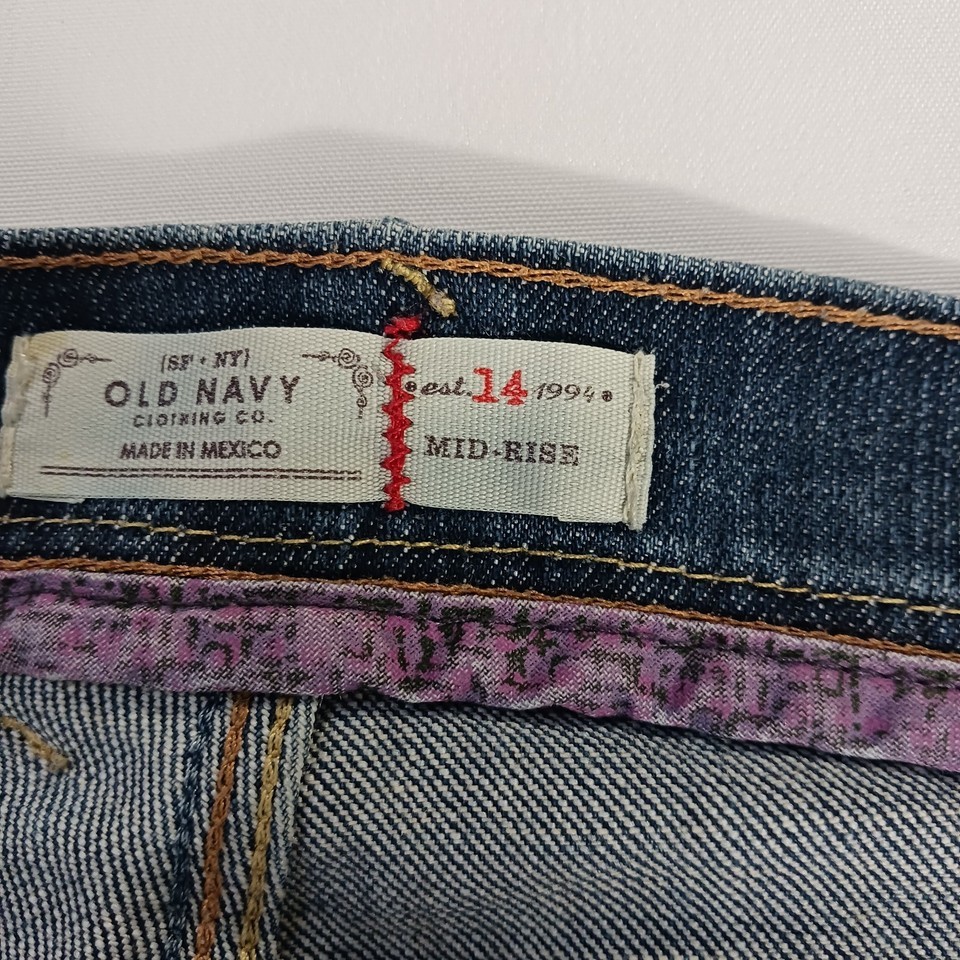 (SF • NY)
OLD NAVY
CLOTHING CO.
MADE IN MEXICO
est. 14 1994
MID-RISE